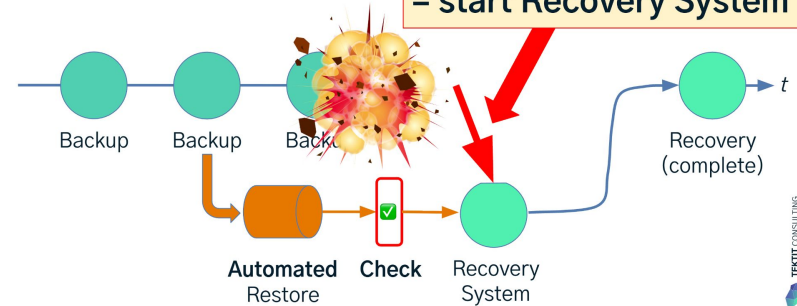 = start Recovery System
t
Backup
Backup
Recovery
(complete)
Automated
Restore
Check
Recovery
System
TEKTIT CONSULTING